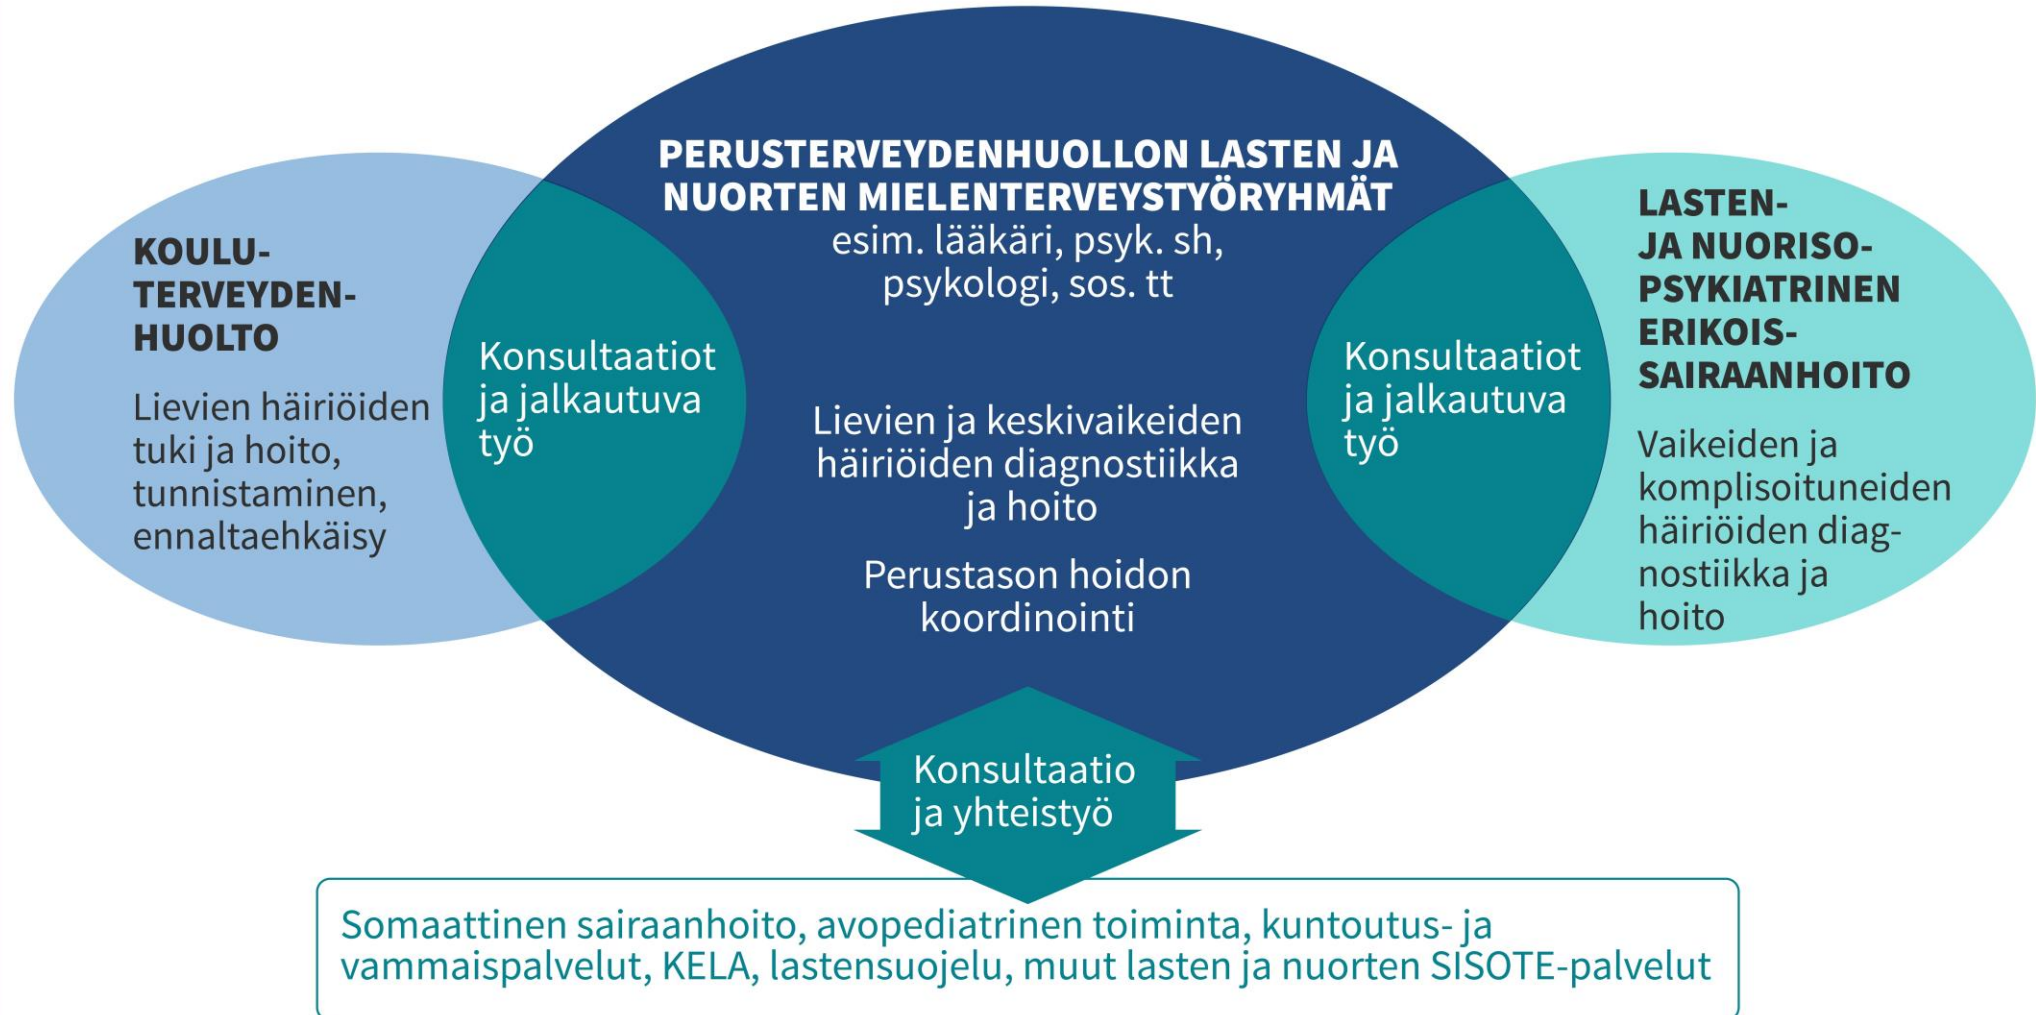 PERUSTERVEYDENHUOLLON LASTEN JA
NUORTEN MIELENTERVEYSTYÖRYHMÄT
esim. lääkäri, psyk. sh,
psykologi, sos. tt
Lievien ja keskivaikeiden
häiriöiden diagnostiikka
ja hoito
Perustason hoidon
koordinointi
KOULU-
TERVEYDEN-
HUOLTO
Lievien häiriöiden
tuki ja hoito,
tunnistaminen,
ennaltaehkäisy
Konsultaatiot
ja jalkautuva
työ
Konsultaatiot
ja jalkautuva
työ
LASTEN-
JA NUORISO-
PSYKIATRINEN
ERIKOIS-
SAIRAANHOITO
Vaikeiden ja
komplisoituneiden
häiriöiden diag-
nostiikka ja
hoito
Konsultaatio
ja yhteistyö
Somaattinen sairaanhoito, avopediatrinen toiminta, kuntoutus- ja
vammaispalvelut, KELA, lastensuojelu, muut lasten ja nuorten SISOTE-palvelut